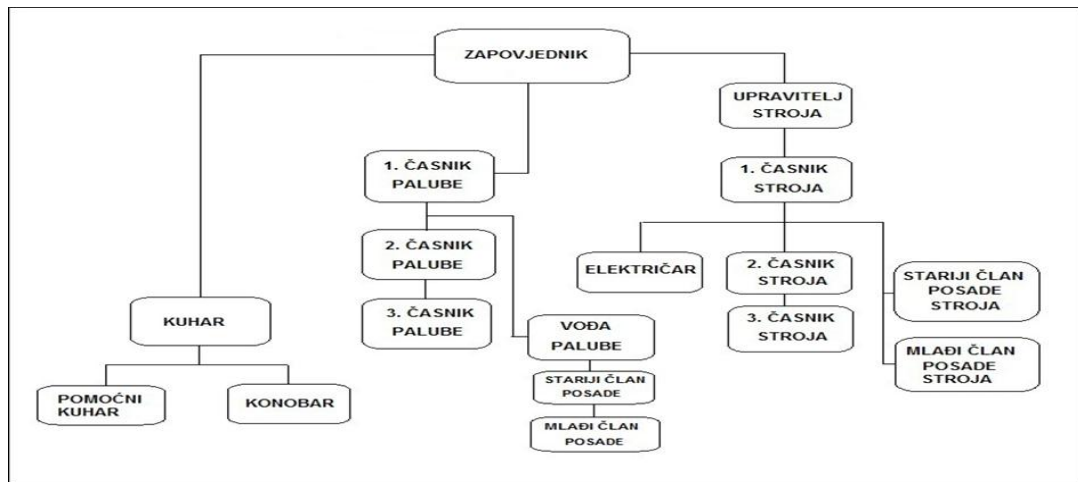 ZAPOVJEDNIK
UPRAVITELJ
STROJA
1. ČASNIK
PALUBE
1. ČASNIK
STROJA
2. ČASNIK
PALUBE
ELEKTRIČAR
2. ČASNIK
STROJA
STARIJI ČLAN
POSADE
STROJA
KUHAR
3. ČASNIK
PALUBE
3. ČASNIK
STROJA
VOĐA
PALUBE
MLAĐI ČLAN
POSADE
STROJA
POMOĆNI
KUHAR
KONOBAR
STARIJI ČLAN
POSADE
MLAĐI ČLAN
POSADE